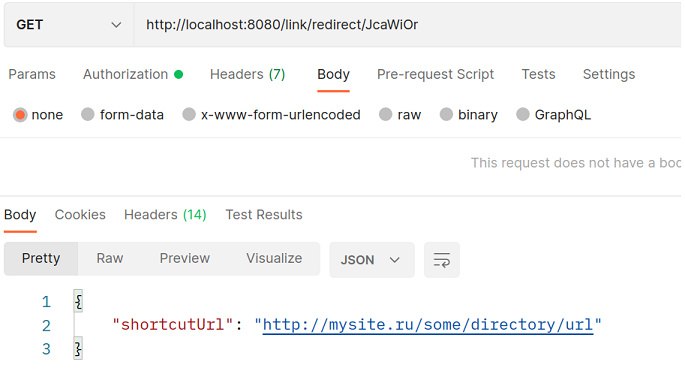 GET http://localhost:8080/link/redirect/JcaWiOr
Params Authorization Headers (7) Body Pre-request Script Tests Settings
none form-data x-www-form-urlencoded raw binary GraphQL
This request does not have a boc
Body Cookies Headers (14) Test Results
Pretty Raw Preview Visualize JSON
1 {
2 "shortcutUrl": "http://mysite.ru/some/directory/url"
3 }